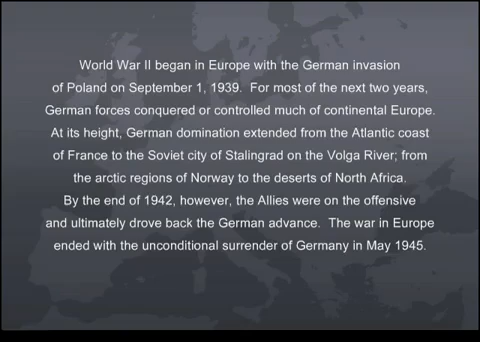 World War II began in Europe with the German invasion
of Poland on September 1, 1939.  For most of the next two years,
German forces conquered or controlled much of continental Europe.
At its height, German domination extended from the Atlantic coast
of France to the Soviet city of Stalingrad on the Volga River; from
the arctic regions of Norway to the deserts of North Africa.
By the end of 1942, however, the Allies were on the offensive
and ultimately drove back the German advance.  The war in Europe
ended with the unconditional surrender of Germany in May 1945.